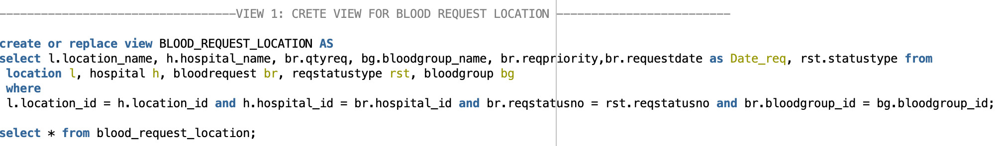 ----------------------------------VIEW 1: CRETE VIEW FOR BLOOD REQUEST LOCATION -------------------------
create or replace view BLOOD_REQUEST_LOCATION AS
select l.location_name, h.hospital_name, br.qtyreq, bg.bloodgroup_name, br.reqpriority,br.requestdate as Date_req, rst.statustype from
location l, hospital h, bloodrequest br, reqstatustype rst, bloodgroup bg
where
l.location_id = h.location_id and h.hospital_id = br.hospital_id and br.reqstatusno = rst.reqstatusno and br.bloodgroup_id = bg.bloodgroup_id;
select * from blood_request_location;